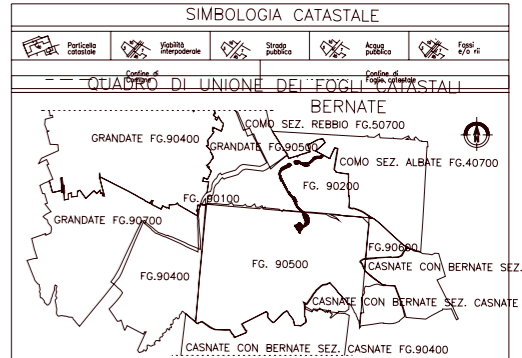 SIMBOLOGIA CATASTALE
Particella catastale
Viabilità interpoderale
Strada pubblica
Acqua pubblica
Fossi e/o rii
Confine di Comune
Confine di Foglio catastale
QUADRO DI UNIONE DEI FOGLI CATASTALI
BERNATE
COMO SEZ. REBBIO FG.50700
GRANDATE FG.90400
GRANDATE FG.90500
COMO SEZ. ALBATE FG.40700
FG. 90200
FG. 90100
GRANDATE FG.90700
FG.90600
FG. 90500
FG.90400
CASNATE CON BERNATE SEZ.
CASNATE CON BERNATE SEZ. CASNATE
CASNATE CON BERNATE SEZ. CASNATE FG.90400